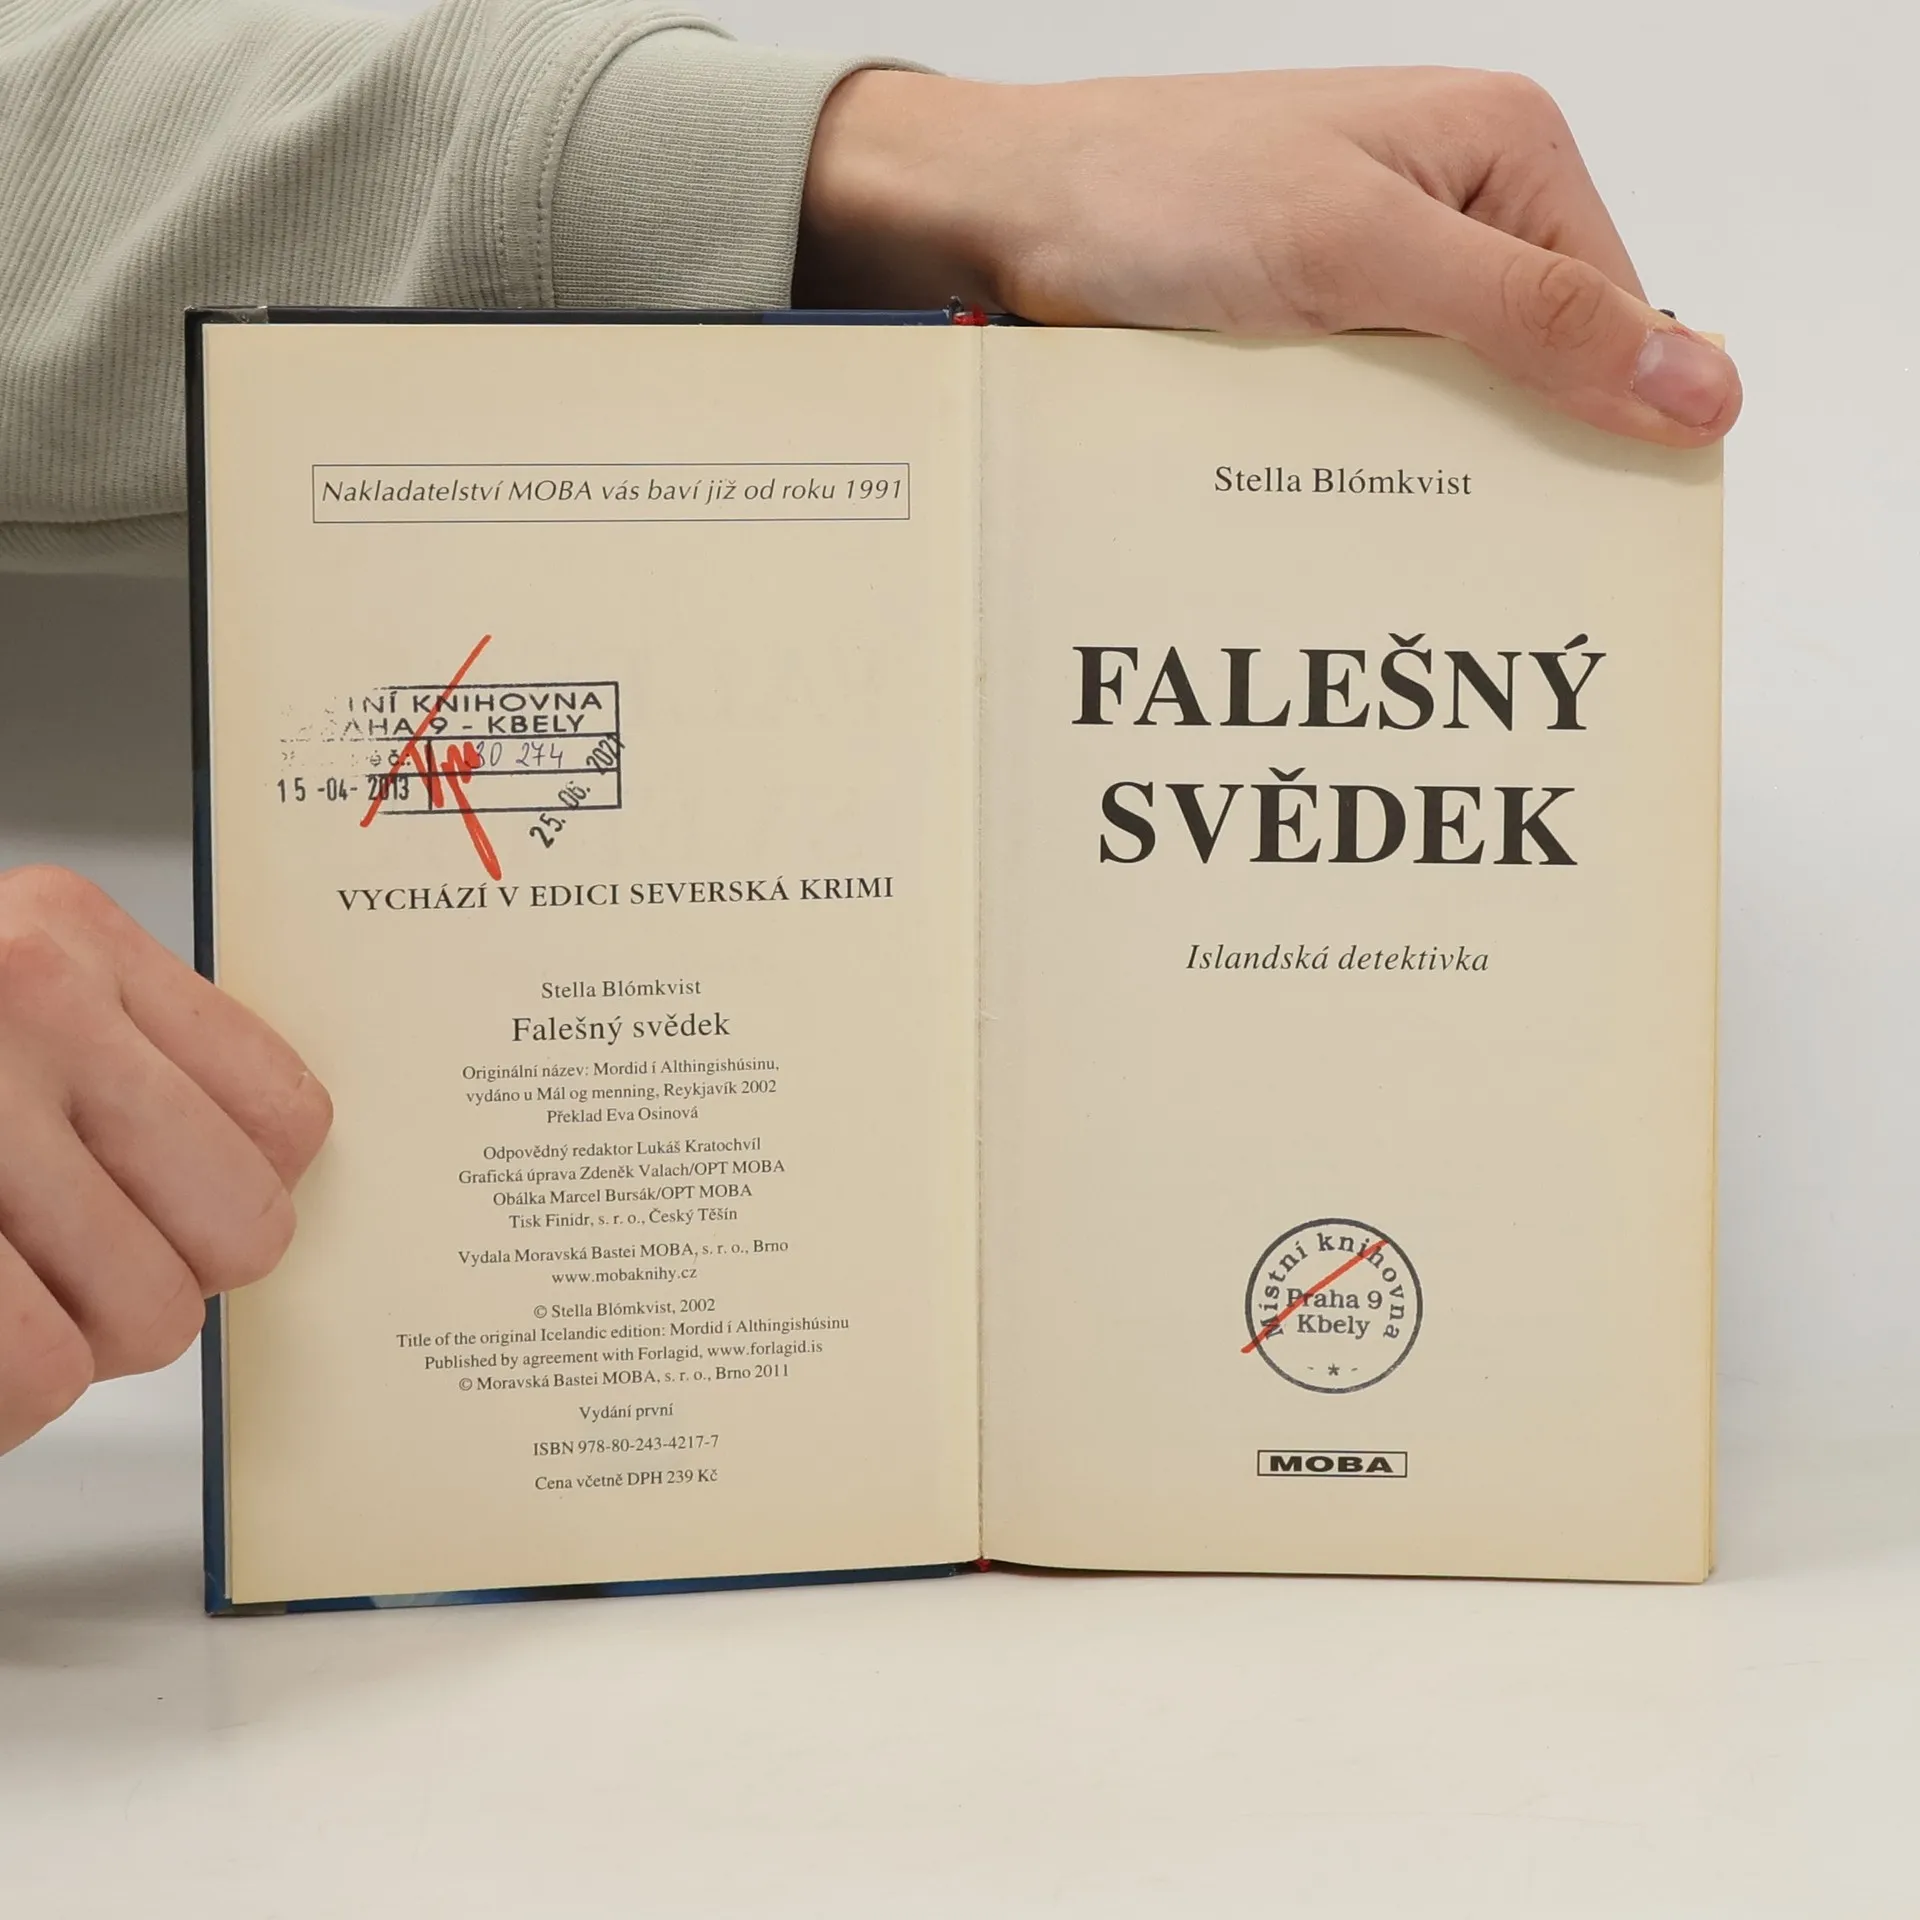 Nakladatelství MOBA vás baví již od roku 1991
KNIHOVNA
9 - KBELY
č.: 30 274
15 -04- 2013
25. 06. 2021
VYCHÁZÍ V EDICI SEVERSKÁ KRIMI
Stella Blómkvist
Falešný svědek
Originální název: Mordid í Althingishúsinu,
vydáno u Mál og menning, Reykjavík 2002
Překlad Eva Osinová
Odpovědný redaktor Lukáš Kratochvíl
Grafická úprava Zdeněk Valach/OPT MOBA
Obálka Marcel Bursák/OPT MOBA
Tisk Finidr, s. r. o., Český Těšín
Vydala Moravská Bastei MOBA, s. r. o., Brno
www.mobaknihy.cz
© Stella Blómkvist, 2002
Title of the original Icelandic edition: Mordid í Althingishúsinu
Published by agreement with Forlagid, www.forlagid.is
© Moravská Bastei MOBA, s. r. o., Brno 2011
Vydání první
ISBN 978-80-243-4217-7
Cena včetně DPH 239 Kč
Stella Blómkvist
FALEŠNÝ
SVĚDEK
Islandská detektivka
Místní knihovna
Praha 9
Kbely
- * -
MOBA